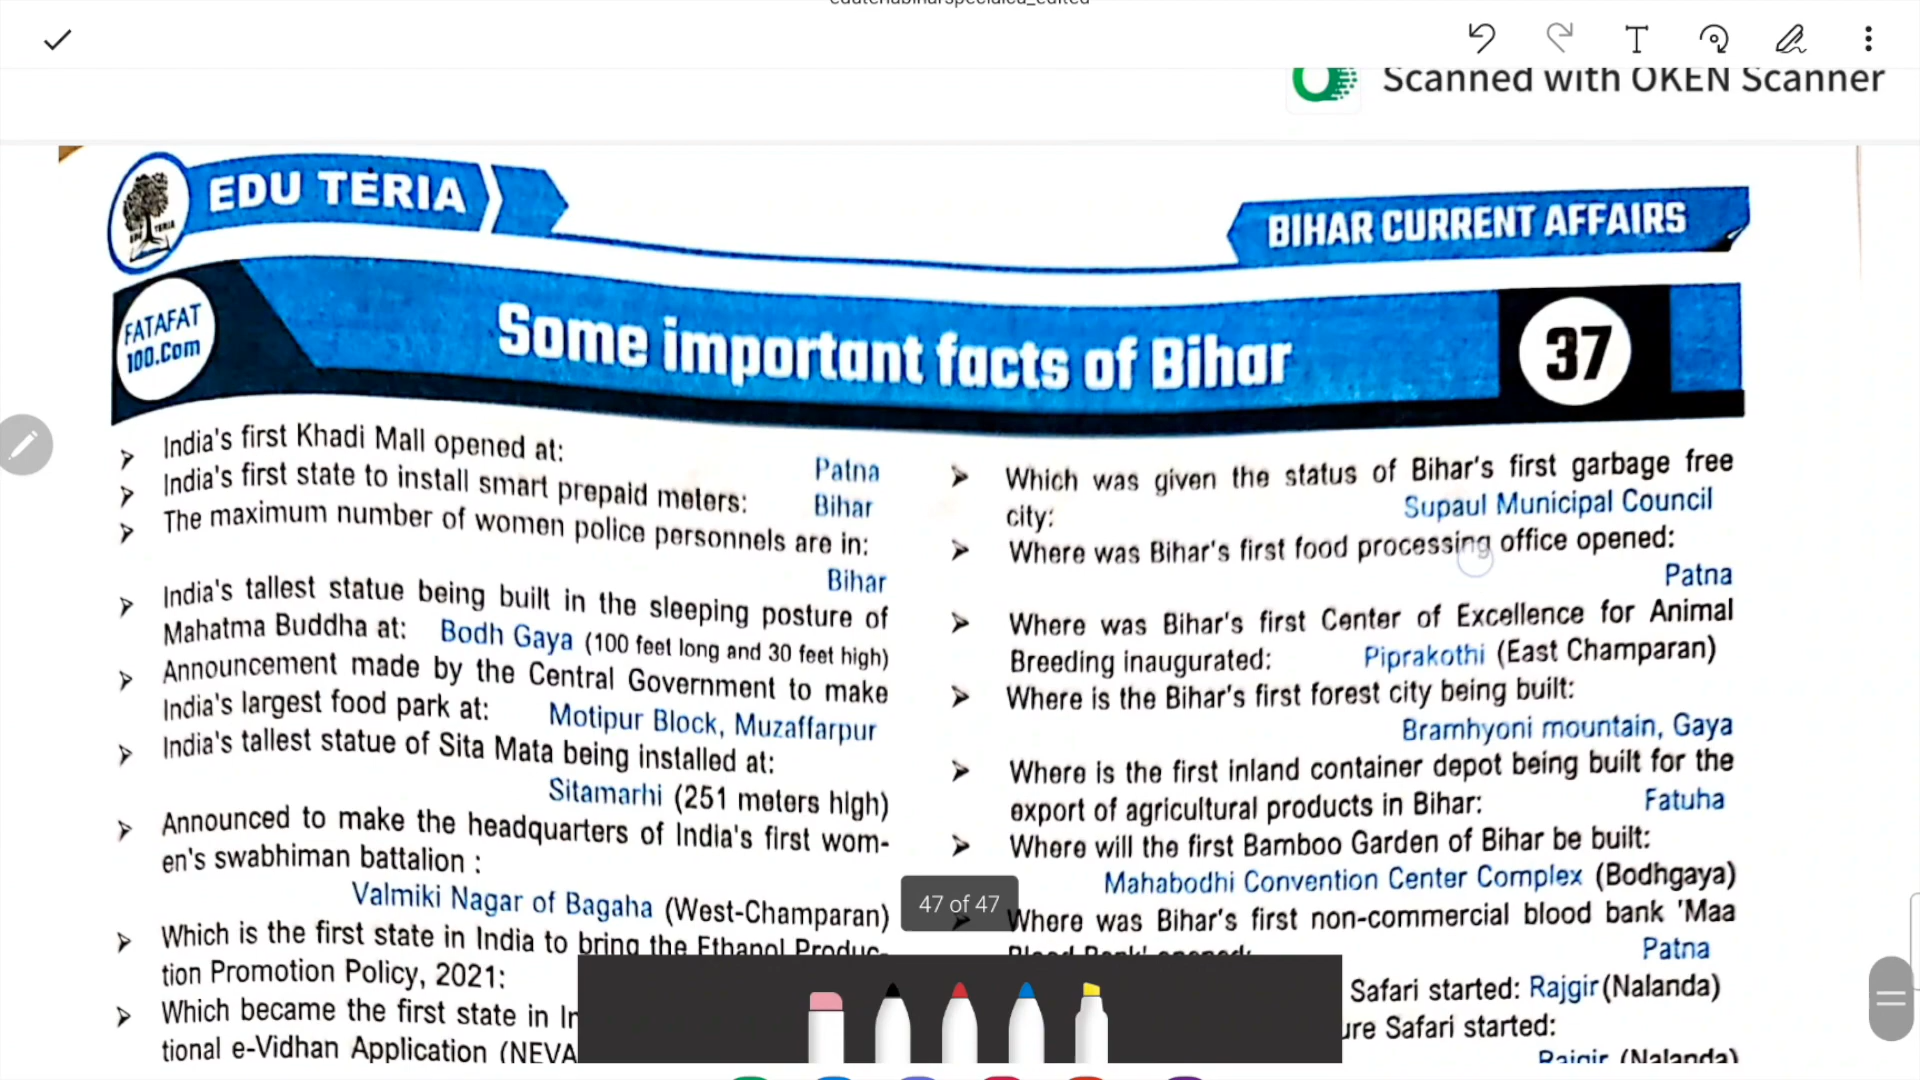 Scanned with OKEN Scanner
EDU TERIA
BIHAR CURRENT AFFAIRS
FATAFAT
100.Com
Some important facts of Bihar
37
India's first Khadi Mall opened at:
Patna
India's first state to install smart prepaid meters:
Bihar
The maximum number of women police personnels are in:
Bihar
India's tallest statue being built in the sleeping posture of
Mahatma Buddha at: Bodh Gaya (100 feet long and 30 feet high)
Announcement made by the Central Government to make
India's largest food park at: Motipur Block, Muzaffarpur
India's tallest statue of Sita Mata being installed at:
Sitamarhi (251 meters high)
Announced to make the headquarters of India's first wom-
en's swabhiman battalion :
Valmiki Nagar of Bagaha (West-Champaran)
Which is the first state in India to bring the Ethanol Produc-
tion Promotion Policy, 2021:
Which became the first state in
tional e-Vidhan Application (NEVA
Which was given the status of Bihar's first garbage free
city: Supaul Municipal Council
Where was Bihar's first food processing office opened:
Patna
Where was Bihar's first Center of Excellence for Animal
Breeding inaugurated: Piprakothi (East Champaran)
Where is the Bihar's first forest city being built:
Bramhyoni mountain, Gaya
Where is the first inland container depot being built for the
export of agricultural products in Bihar: Fatuha
Where will the first Bamboo Garden of Bihar be built:
Mahabodhi Convention Center Complex (Bodhgaya)
Where was Bihar's first non-commercial blood bank 'Maa
Blood Bank' opened:
Patna
Safari started: Rajgir (Nalanda)
ure Safari started:
Rajgir (Nalanda)
47 of 47